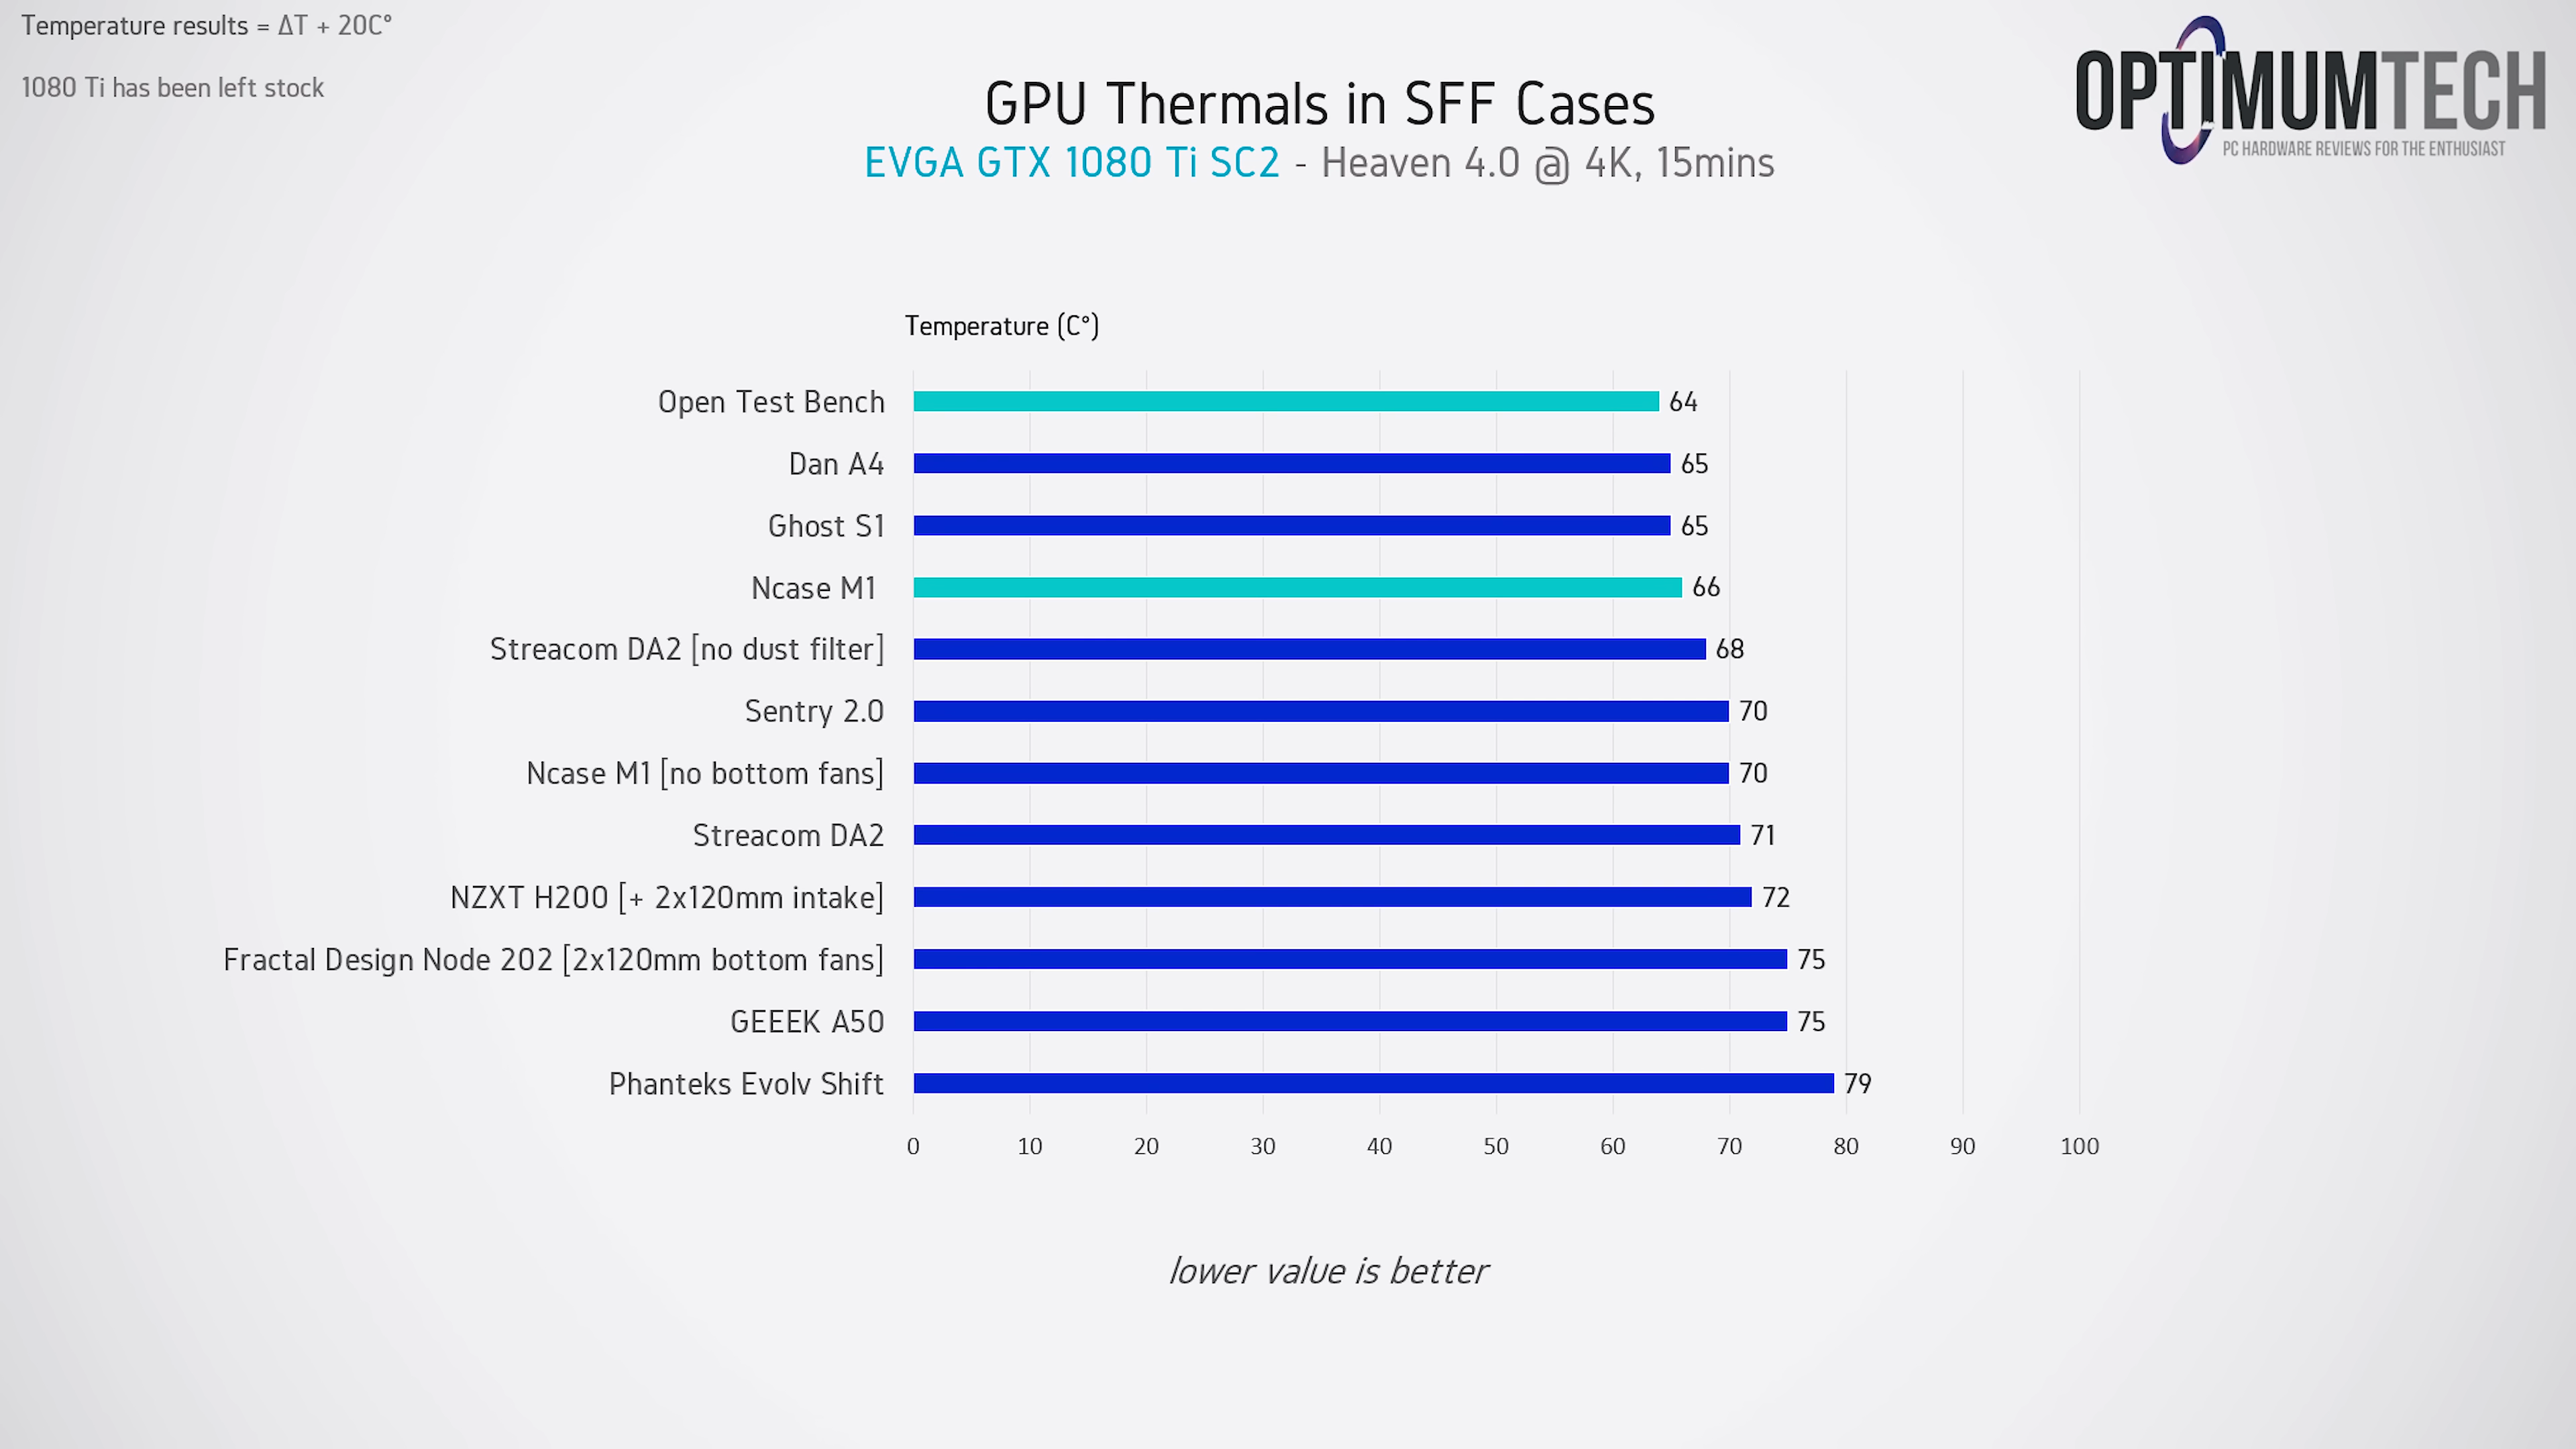 Temperature results = ΔT + 20C°
1080 Ti has been left stock
OPTIMUMTECH
PC HARDWARE REVIEWS FOR THE ENTHUSIAST
GPU Thermals in SFF Cases
EVGA GTX 1080 Ti SC2 - Heaven 4.0 @ 4K, 15mins
Temperature (C°)
Open Test Bench 64
Dan A4 65
Ghost S1 65
Ncase M1 66
Streacom DA2 [no dust filter] 68
Sentry 2.0 70
Ncase M1 [no bottom fans] 70
Streacom DA2 71
NZXT H200 [+ 2x120mm intake] 72
Fractal Design Node 202 [2x120mm bottom fans] 75
GEEEK A50 75
Phanteks Evolv Shift 79
0 10 20 30 40 50 60 70 80 90 100
lower value is better